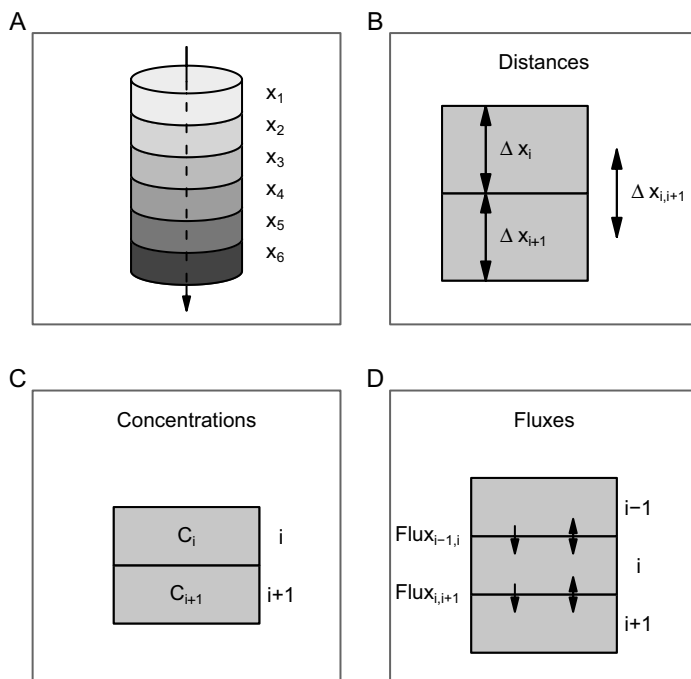 A
x1
x2
x3
x4
x5
x6
B
Distances
Δ xi
Δ xi+1
Δ xi,i+1
C
Concentrations
Ci
i
Ci+1
i+1
D
Fluxes
i−1
Fluxi−1,i
i
Fluxi,i+1
i+1